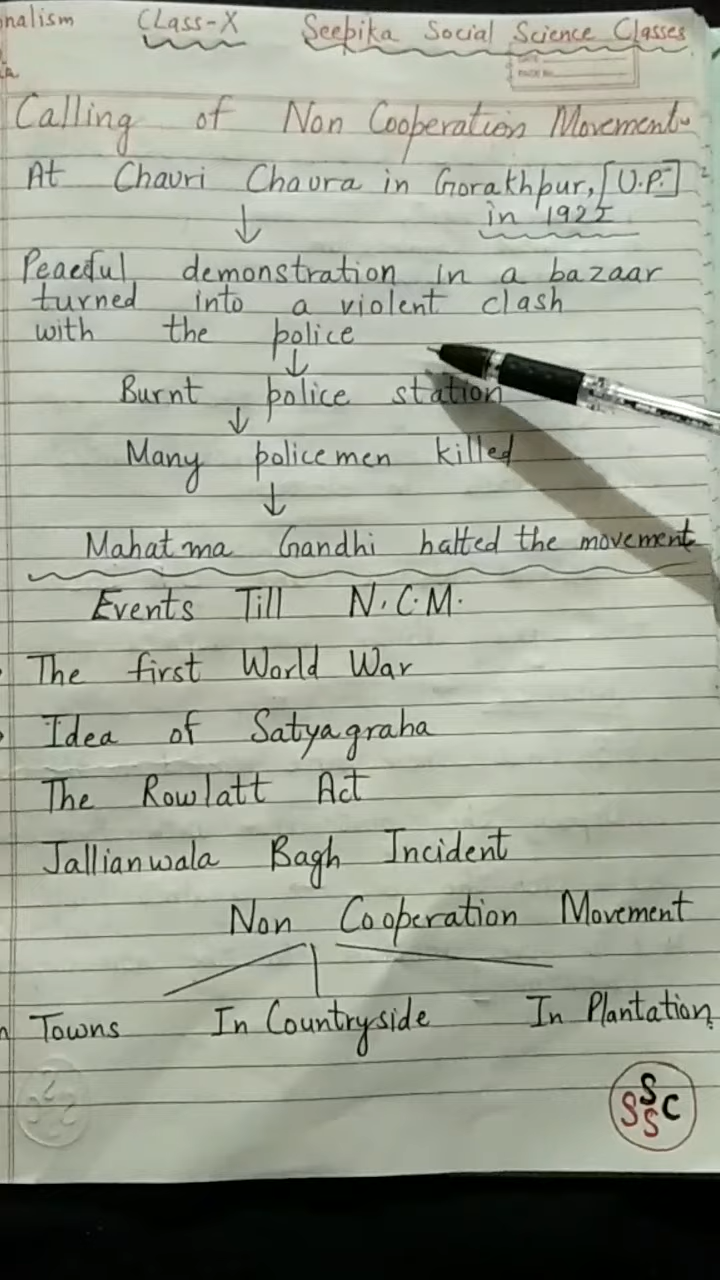 nalism CLASS-X Seepika Social Science Classes
Calling of Non Cooperation Movement
At Chauri Chaura in Gorakhpur, [U.P.]
in 1922
Peaceful demonstration in a bazaar
turned into a violent clash
with the police
Burnt police station
Many policemen killed
Mahatma Gandhi halted the movement
Events Till N.C.M.
The first World War
Idea of Satyagraha
The Rowlatt Act
Jallianwala Bagh Incident
Non Cooperation Movement
Towns In Countryside In Plantation
S
S C
S